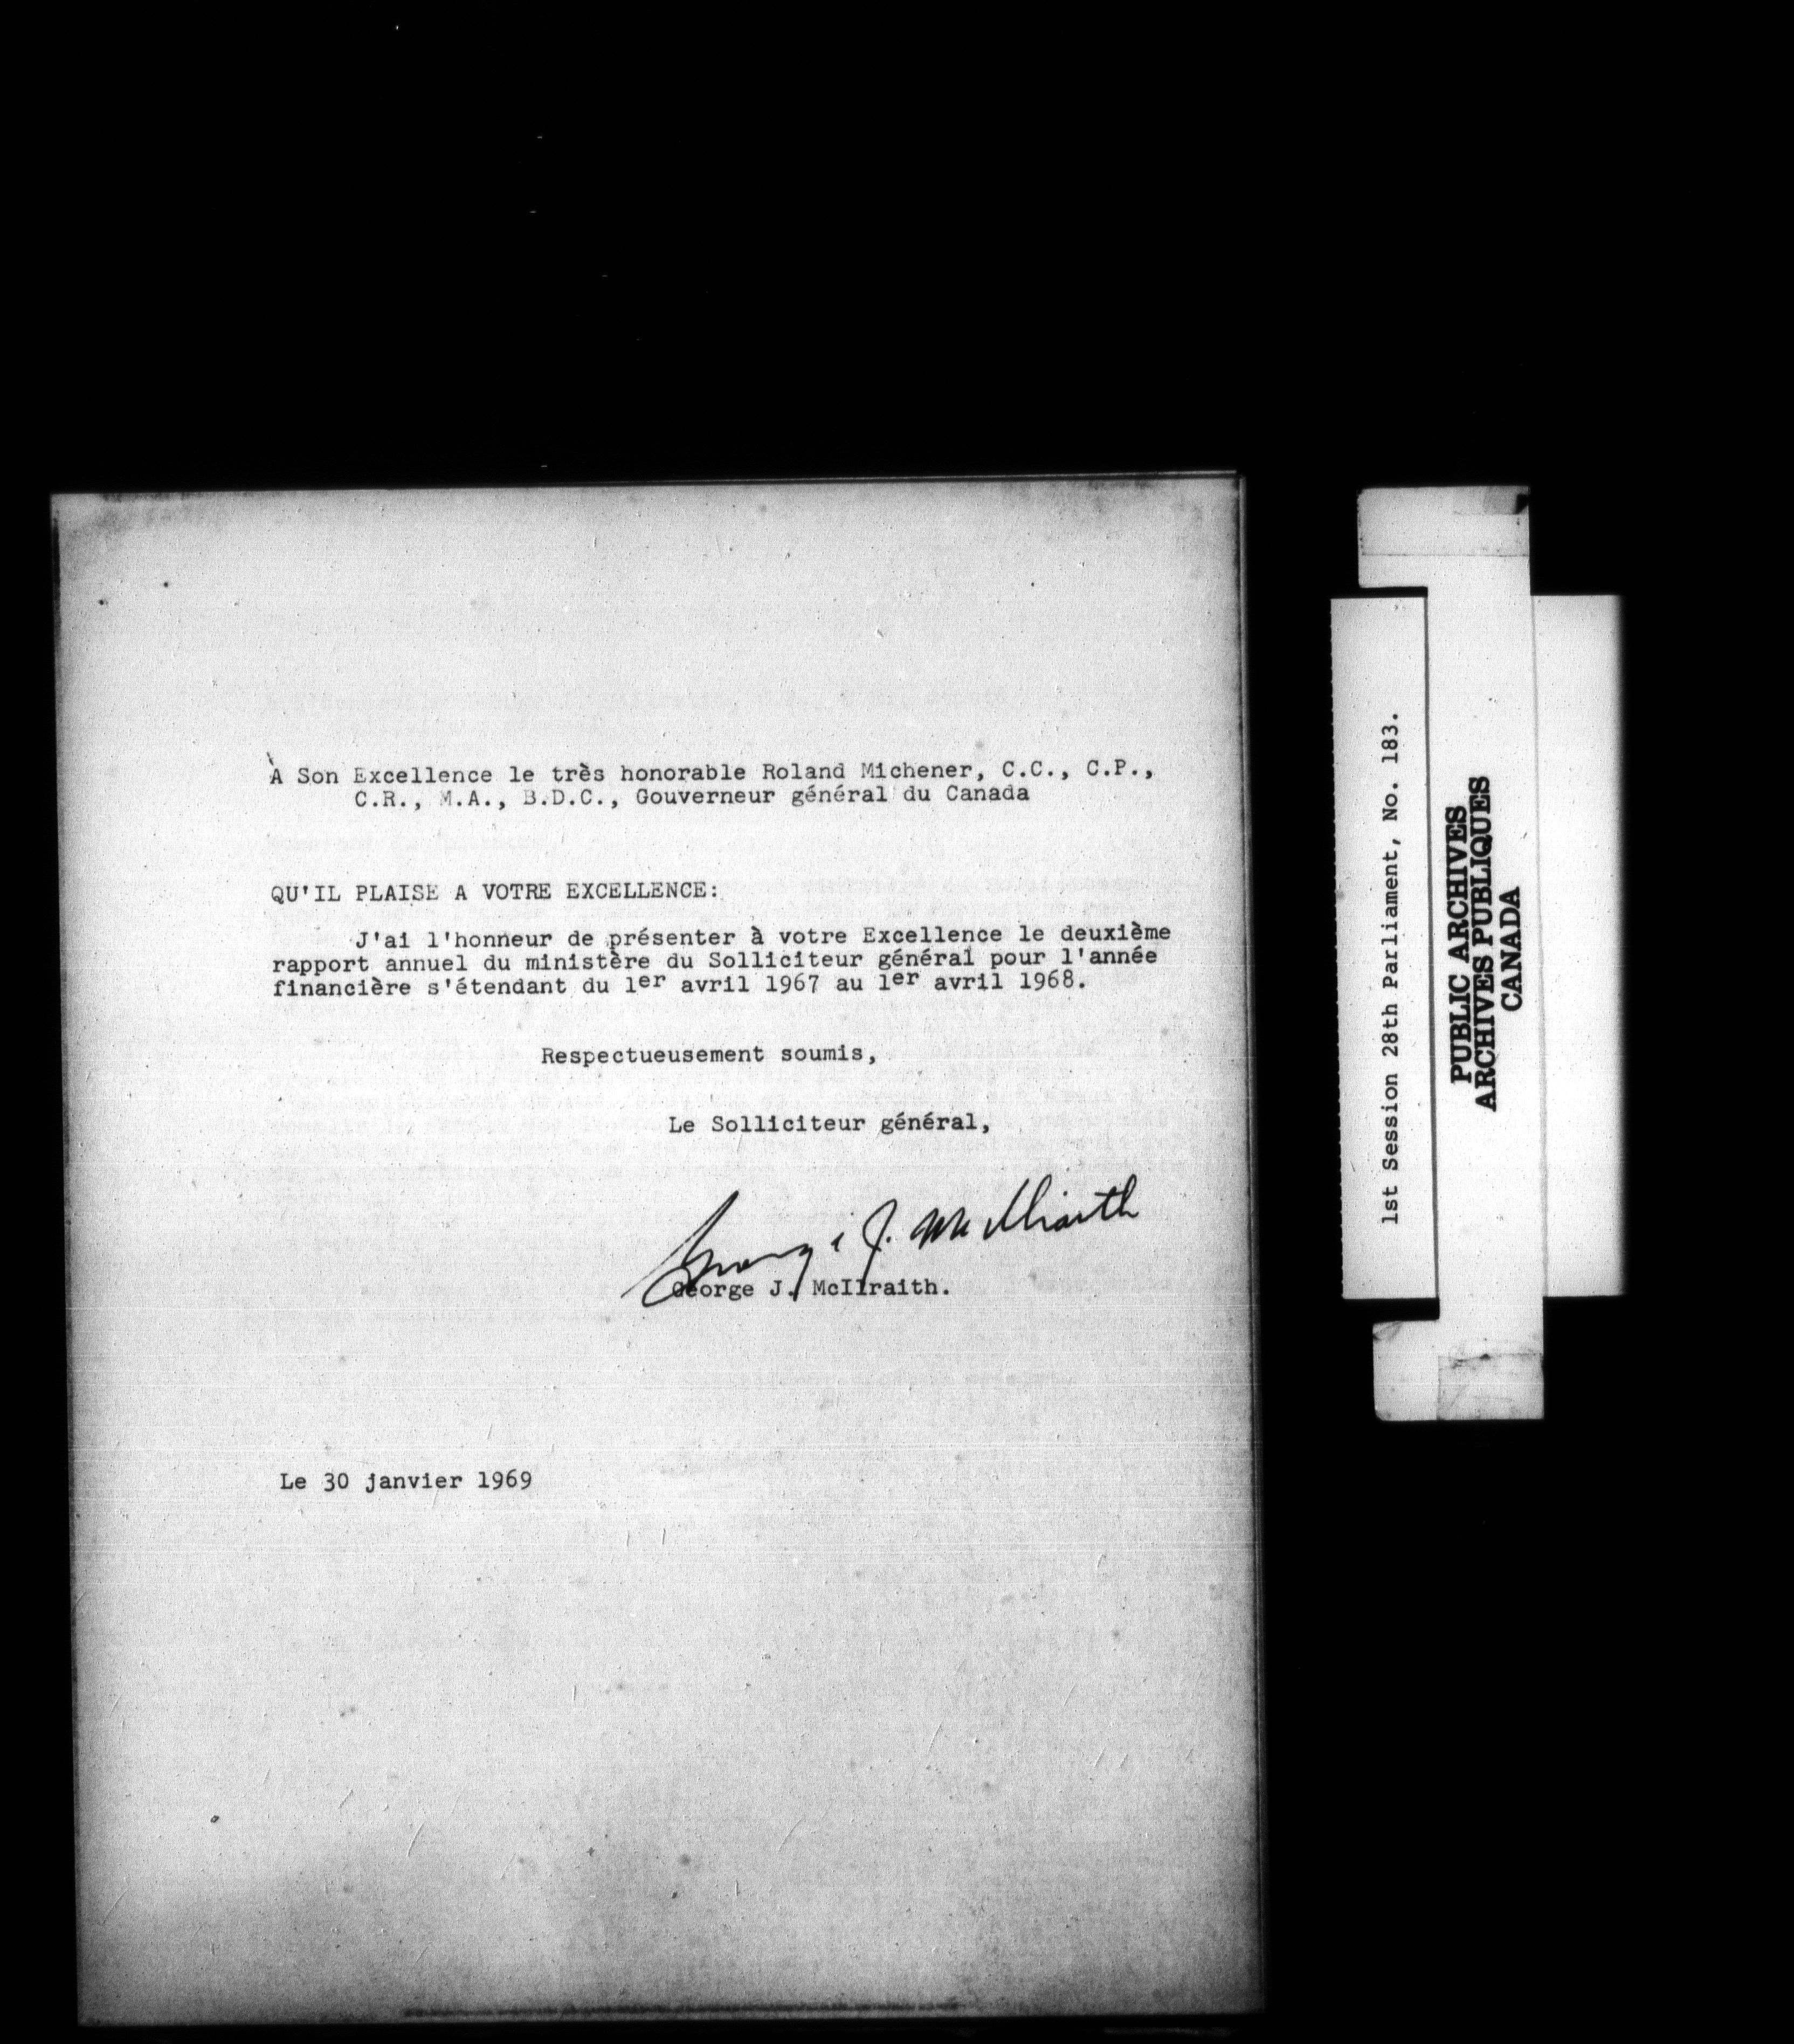 À Son Excellence le très honorable Roland Michener, C.C., C.P.,
C.R., M.A., B.D.C., Gouverneur général du Canada
QU'IL PLAISE A VOTRE EXCELLENCE:
J'ai l'honneur de présenter à votre Excellence le deuxième
rapport annuel du ministère du Solliciteur général pour l'année
financière s'étendant du 1er avril 1967 au 1er avril 1968.
Respectueusement soumis,
Le Solliciteur général,
George J. McIlraith
George J. McIlraith.
Le 30 janvier 1969
1st Session 28th Parliament, No. 183.
PUBLIC ARCHIVES
ARCHIVES PUBLIQUES
CANADA